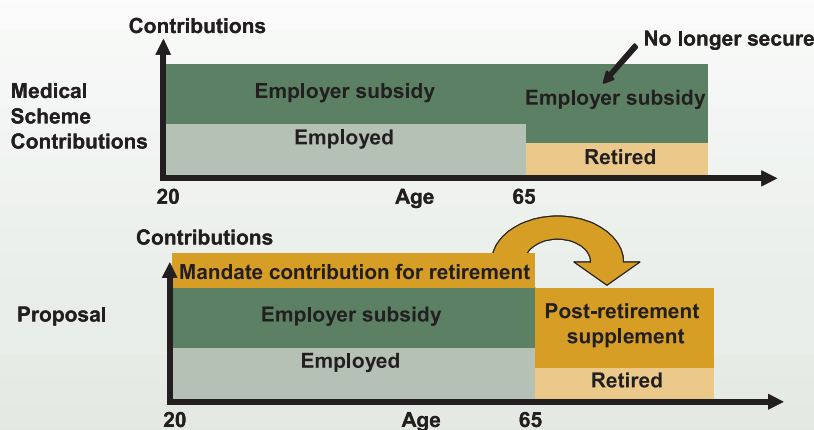 Contributions
No longer secure
Medical
Scheme
Contributions
Employer subsidy
Employer subsidy
Employed
Retired
20
Age
65
Contributions
Mandate contribution for retirement
Proposal
Employer subsidy
Post-retirement
supplement
Employed
Retired
20
Age
65